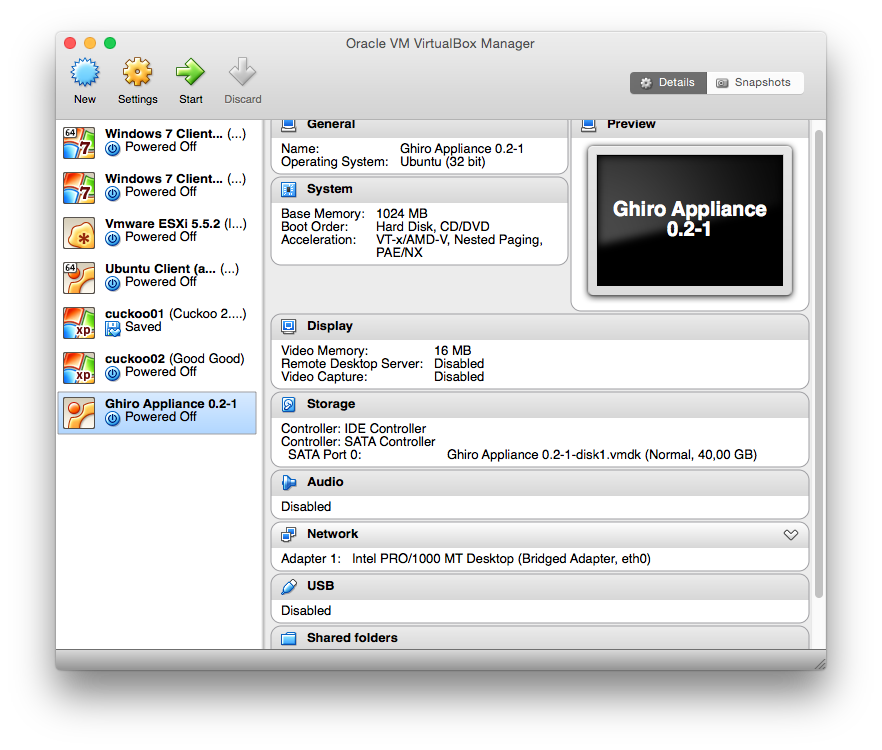 Oracle VM VirtualBox Manager
New
Settings
Start
Discard
Details
Snapshots
64
7
Windows 7 Client... (...)
Powered Off
7
Windows 7 Client... (...)
Powered Off
Vmware ESXi 5.5.2 (I...)
Powered Off
64
Ubuntu Client (a... (...)
Powered Off
xp
cuckoo01 (Cuckoo 2....)
Saved
xp
cuckoo02 (Good Good)
Powered Off
Ghiro Appliance 0.2-1
Powered Off
General
Name: Ghiro Appliance 0.2-1
Operating System: Ubuntu (32 bit)
System
Base Memory: 1024 MB
Boot Order: Hard Disk, CD/DVD
Acceleration: VT-x/AMD-V, Nested Paging,
PAE/NX
Preview
Ghiro Appliance
0.2-1
Display
Video Memory: 16 MB
Remote Desktop Server: Disabled
Video Capture: Disabled
Storage
Controller: IDE Controller
Controller: SATA Controller
SATA Port 0: Ghiro Appliance 0.2-1-disk1.vmdk (Normal, 40,00 GB)
Audio
Disabled
Network
Adapter 1: Intel PRO/1000 MT Desktop (Bridged Adapter, eth0)
USB
Disabled
Shared folders